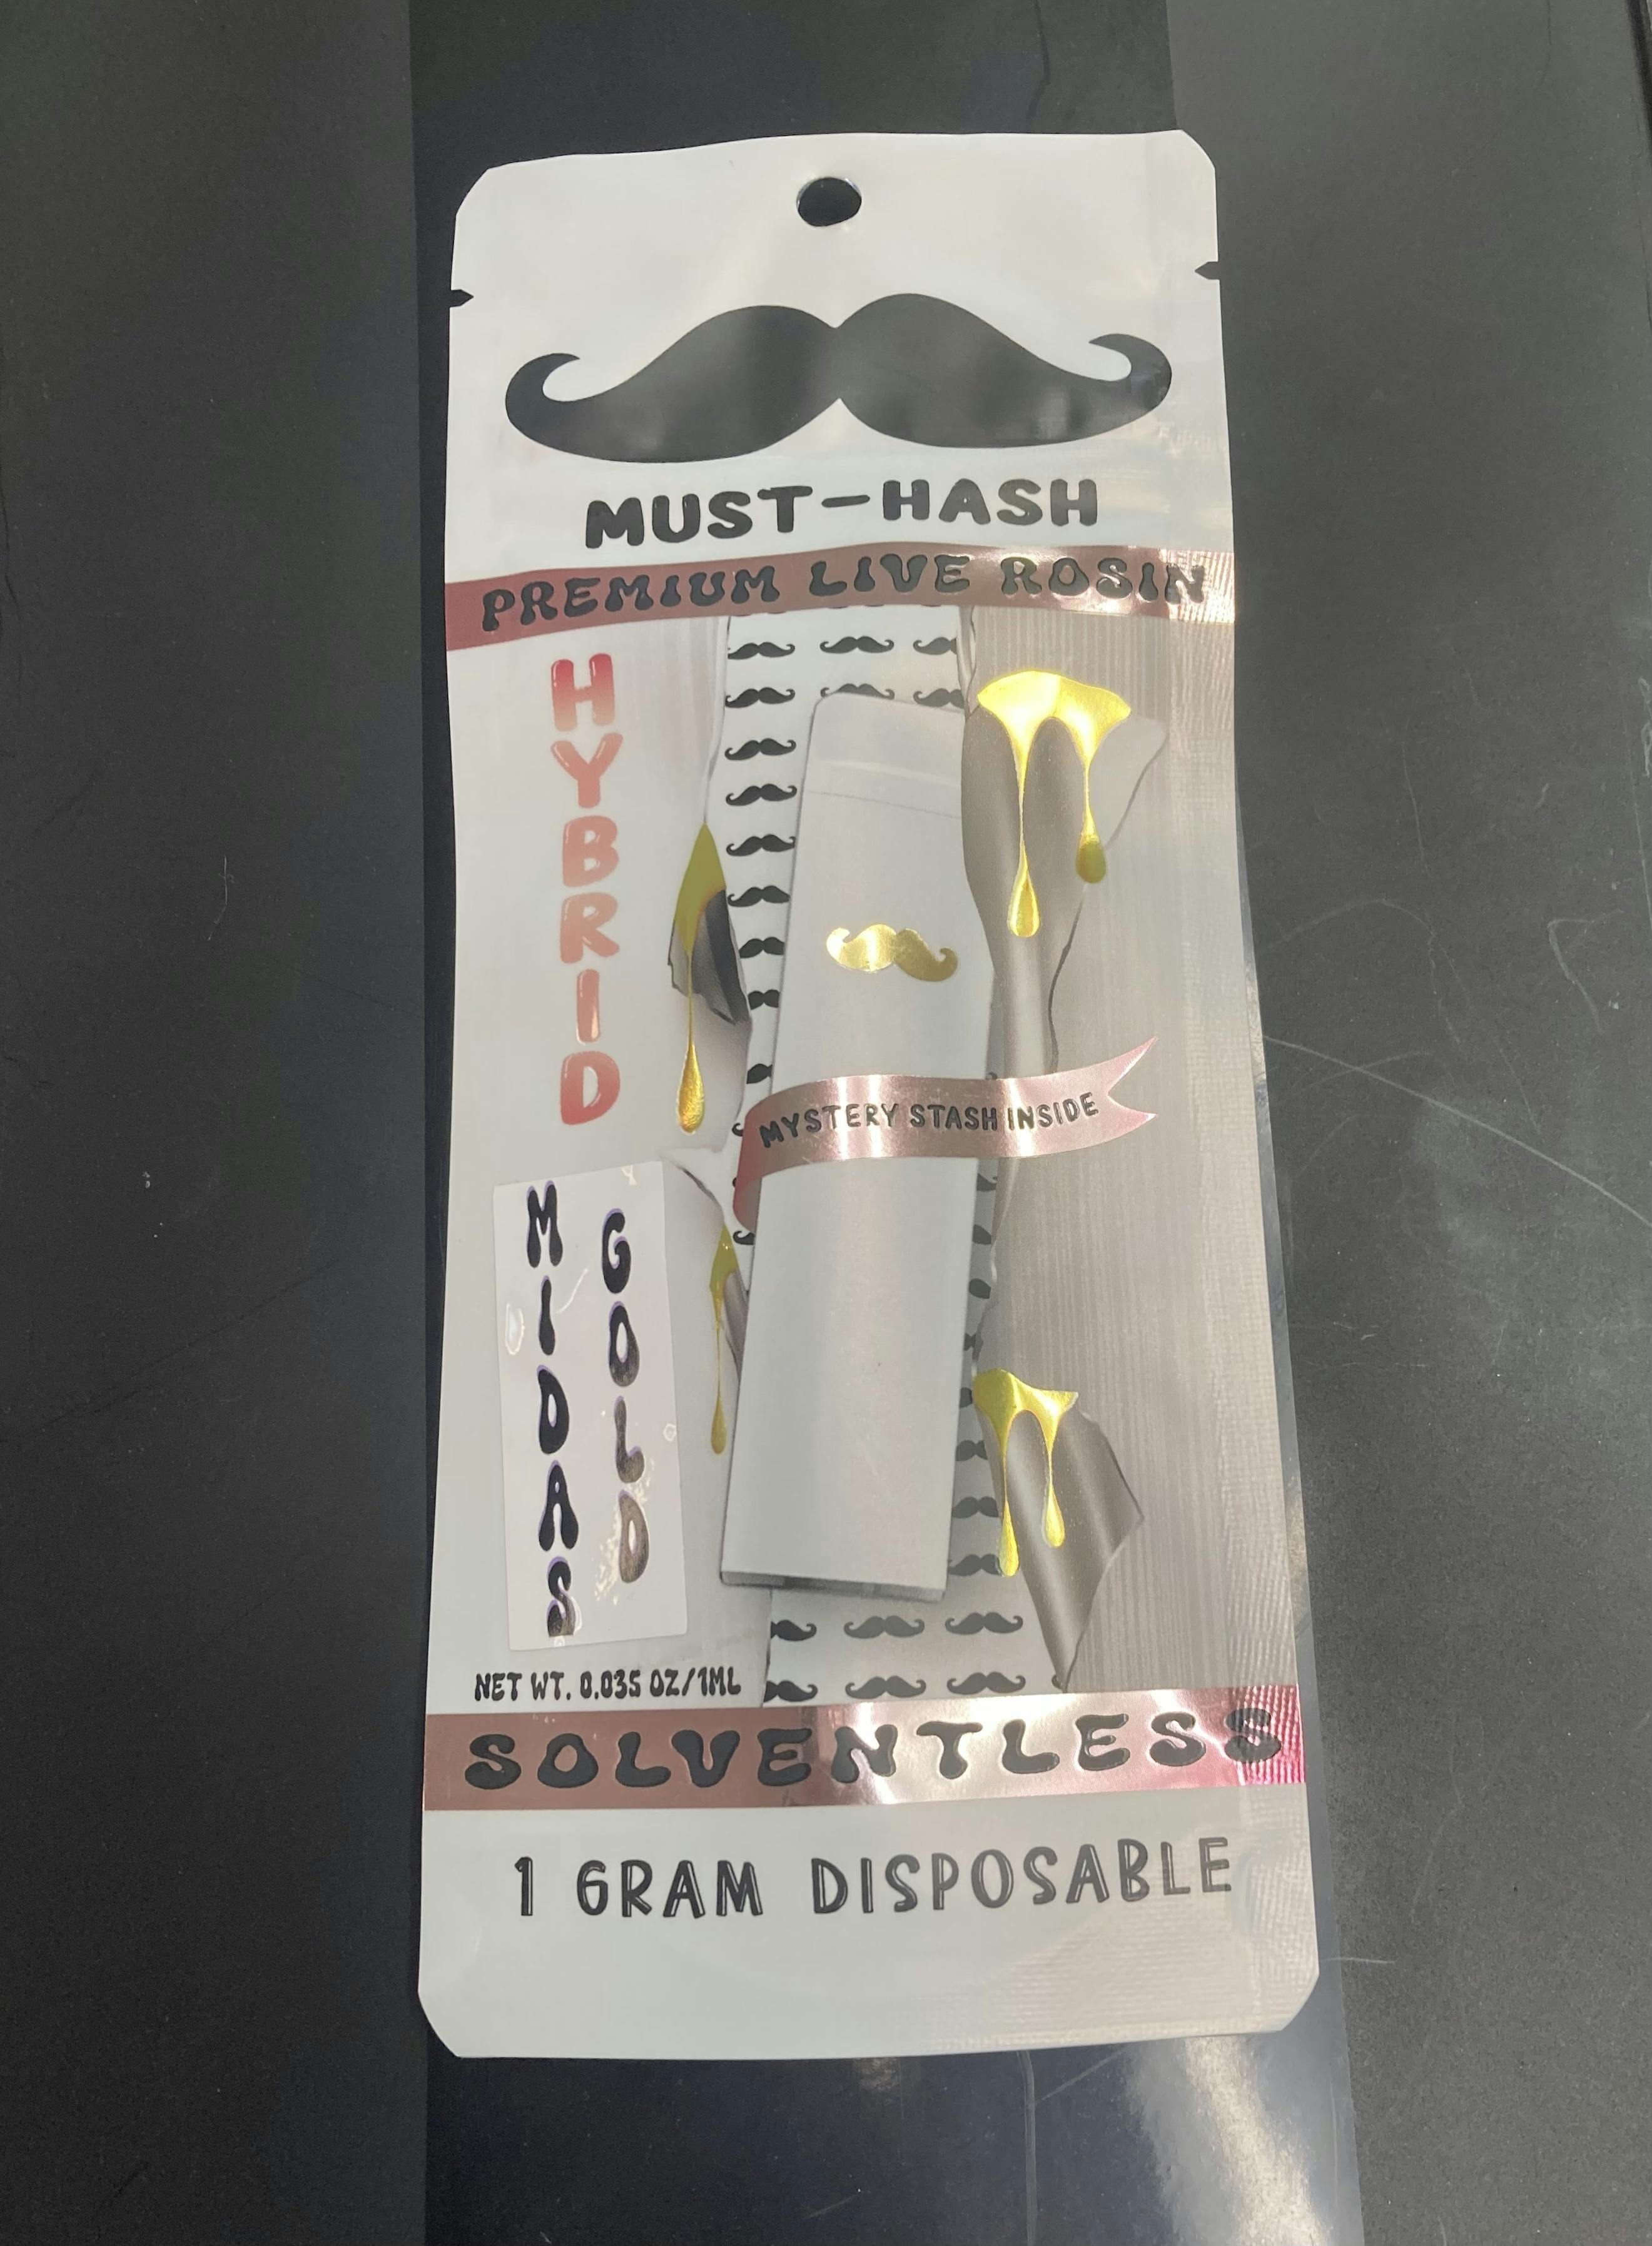 MUST-HASH
PREMIUM LIVE ROSIN
HYBRID
MYSTERY STASH INSIDE
MIDAS
GOLD
NET WT. 0.035 OZ/1ML
SOLVENTLESS
1 GRAM DISPOSABLE